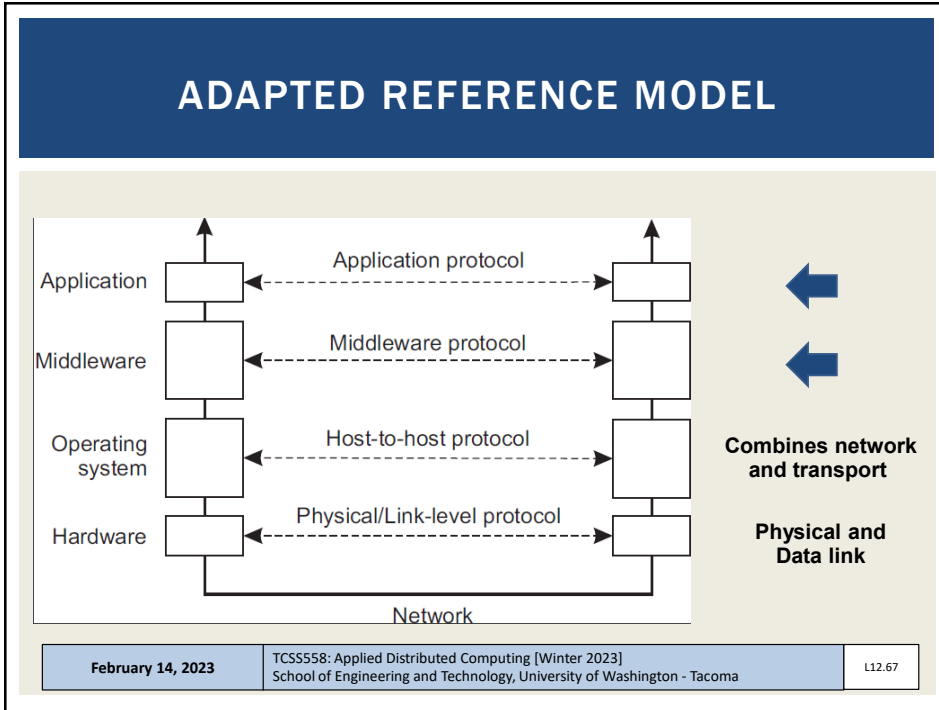 ADAPTED REFERENCE MODEL
Application
Application protocol
Middleware
Middleware protocol
Operating
system
Host-to-host protocol
Combines network
and transport
Hardware
Physical/Link-level protocol
Physical and
Data link
Network
February 14, 2023
TCSS558: Applied Distributed Computing [Winter 2023]
School of Engineering and Technology, University of Washington - Tacoma
L12.67